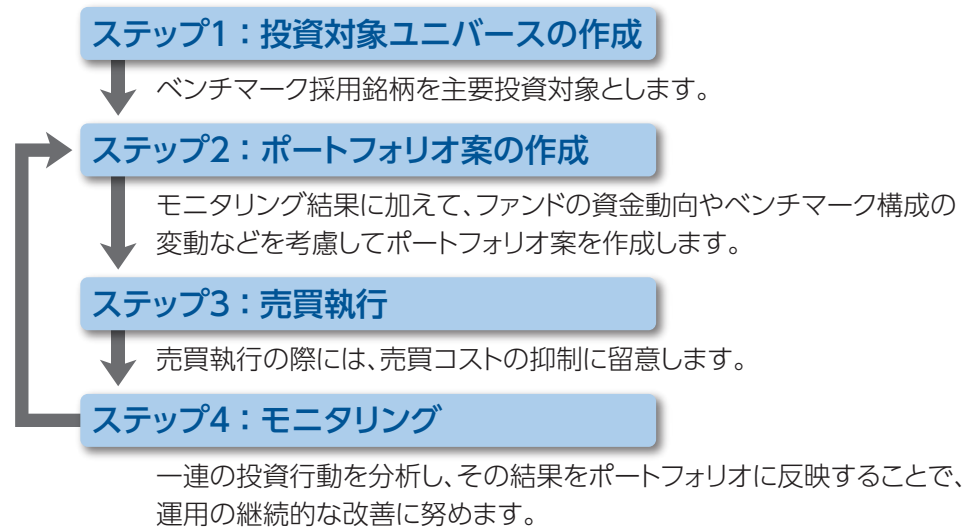 ステップ1：投資対象ユニバースの作成
ベンチマーク採用銘柄を主要投資対象とします。
ステップ2：ポートフォリオ案の作成
モニタリング結果に加えて、ファンドの資金動向やベンチマーク構成の
変動などを考慮してポートフォリオ案を作成します。
ステップ3：売買執行
売買執行の際には、売買コストの抑制に留意します。
ステップ4：モニタリング
一連の投資行動を分析し、その結果をポートフォリオに反映することで、
運用の継続的な改善に努めます。